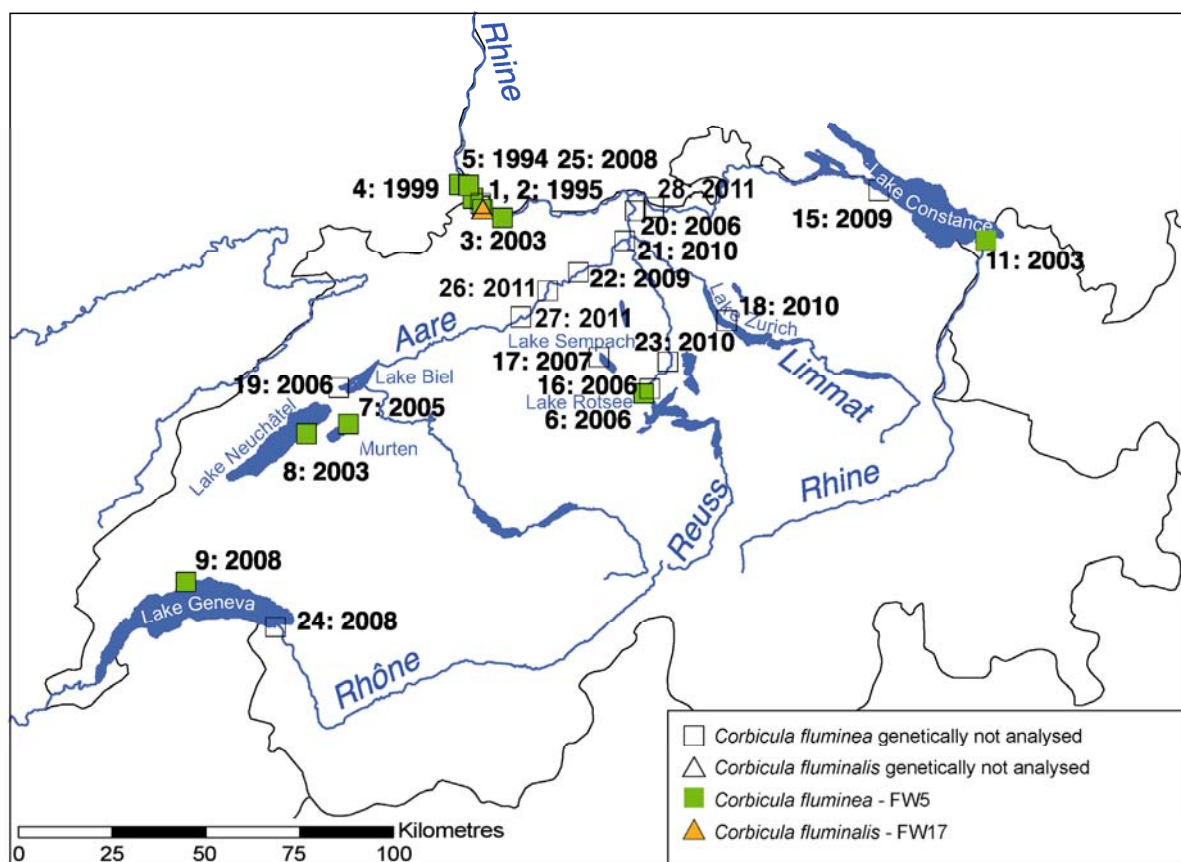 Rhine
5: 1994 25: 2008
4: 1999
1, 2: 1995
3: 2003
28: 2011
20: 2006
21: 2010
15: 2009
Lake Constance
11: 2003
22: 2009
26: 2011
27: 2011
Aare
Lake Zurich
18: 2010
Lake Sempach
23: 2010
17: 2007
Limmat
19: 2006
Lake Biel
16: 2006
Lake Rotsee
6: 2006
7: 2005
Lake Neuchâtel
Murten
8: 2003
Reuss
Rhine
9: 2008
Lake Geneva
24: 2008
Rhône
Corbicula fluminea genetically not analysed
Corbicula fluminalis genetically not analysed
Corbicula fluminea - FW5
Corbicula fluminalis - FW17
Kilometres
0 25 50 75 100